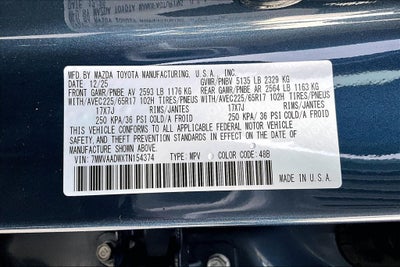 MFD. BY MAZDA TOYOTA MANUFACTURING, U.S.A., INC.
DATE: 12/25 GVWR/PNBV 5135 LB 2329 KG
FRONT GAWR/PNBE AV 2593 LB 1176 KG REAR GAWR/PNBE AR 2564 LB 1163 KG
WITH/AVEC225/65R17 102H TIRES/PNEUS WITH/AVEC225/65R17 102H TIRES/PNEUS
17X7J RIMS/JANTES 17X7J RIMS/JANTES
250 KPA/ 36 PSI COLD/A FROID 250 KPA/ 36 PSI COLD/A FROID
THIS VEHICLE CONFORMS TO ALL APPLICABLE FEDERAL MOTOR VEHICLE
SAFETY, AND THEFT PREVENTION STANDARDS IN EFFECT ON THE DATE OF
MANUFACTURE SHOWN ABOVE.
VIN: 7MMVAADWXTN154374 TYPE: MPV COLOR CODE: 48B
MADE IN U.S.A.